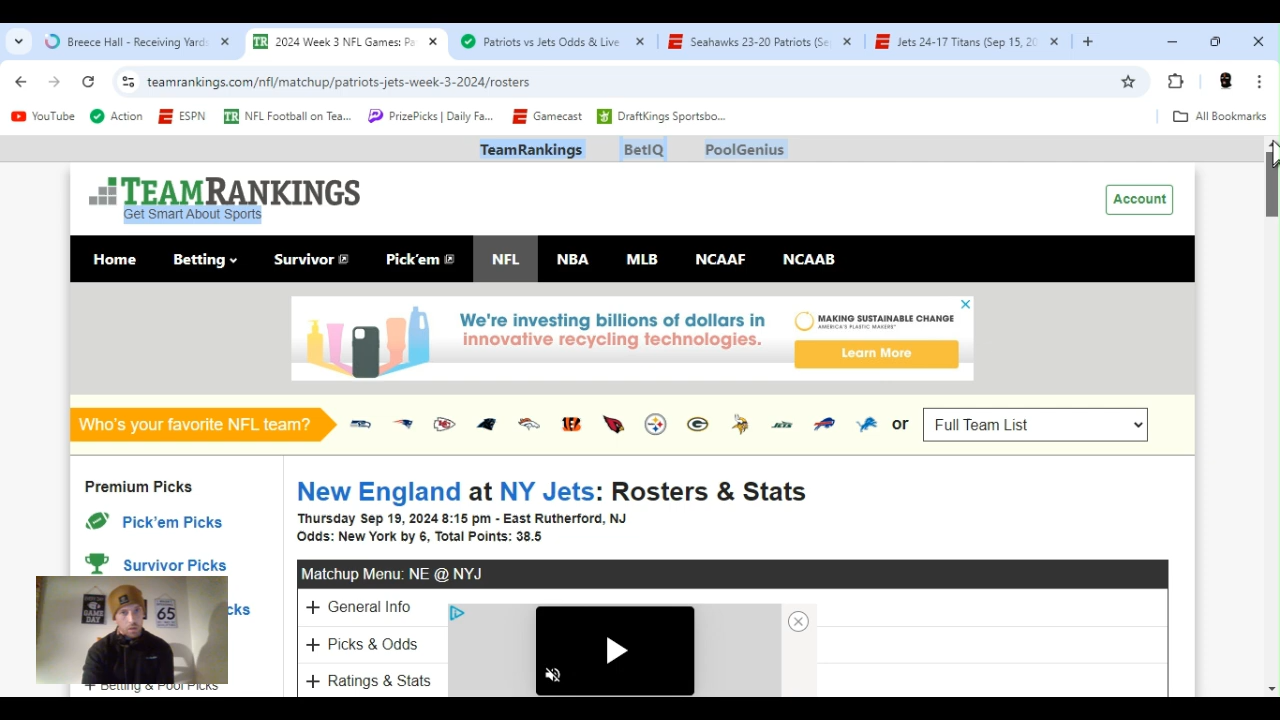 Breece Hall - Receiving Yard
2024 Week 3 NFL Games: Pa
Patriots vs Jets Odds & Live
Seahawks 23-20 Patriots (Se
Jets 24-17 Titans (Sep 15, 20
teamrankings.com/nfl/matchup/patriots-jets-week-3-2024/rosters
YouTube
Action
ESPN
NFL Football on Tea...
PrizePicks | Daily Fa...
Gamecast
DraftKings Sportsbo...
All Bookmarks
TeamRankings
BetIQ
PoolGenius
TEAMRANKINGS
Get Smart About Sports
Account
Home
Betting
Survivor
Pick'em
NFL
NBA
MLB
NCAAF
NCAAB
We're investing billions of dollars in
innovative recycling technologies.
MAKING SUSTAINABLE CHANGE
AMERICA'S PLASTIC MAKERS™
Learn More
Who's your favorite NFL team?
or
Full Team List
Premium Picks
Pick'em Picks
Survivor Picks
cks
Betting & Pool Picks
New England at NY Jets: Rosters & Stats
Thursday Sep 19, 2024 8:15 pm - East Rutherford, NJ
Odds: New York by 6, Total Points: 38.5
Matchup Menu: NE @ NYJ
+ General Info
+ Picks & Odds
+ Ratings & Stats
GAME
DAY
65